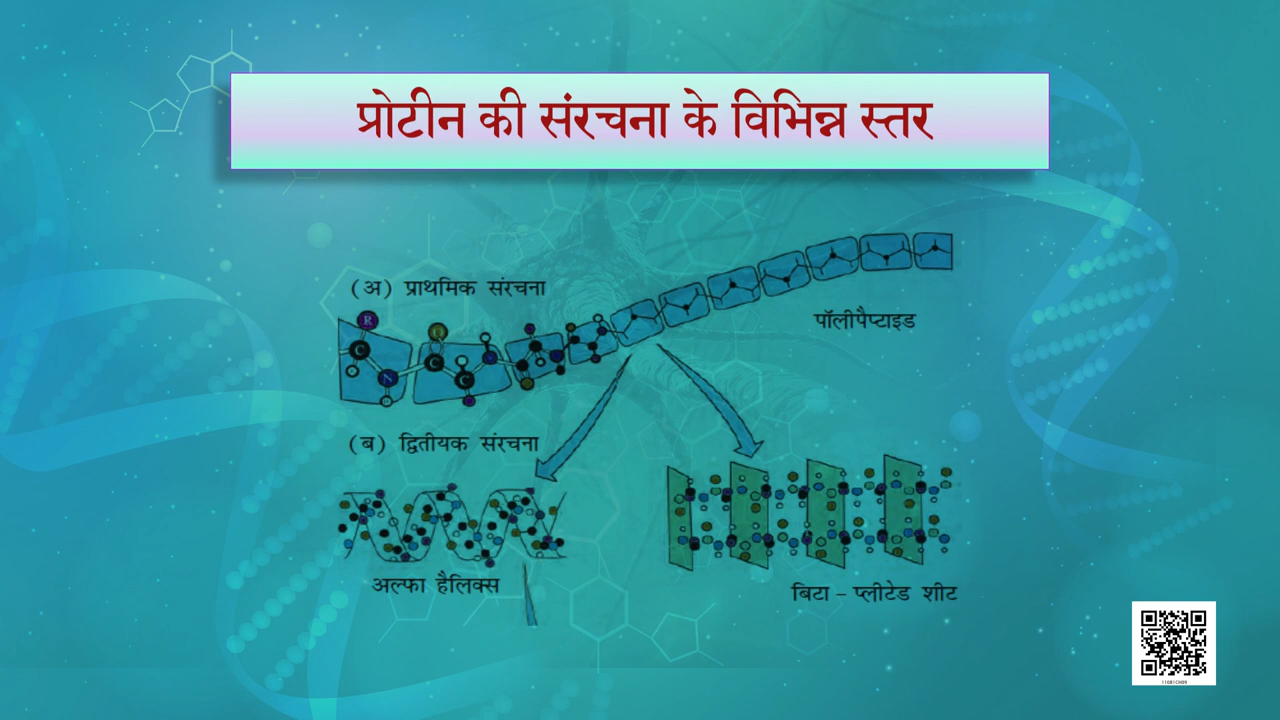 प्रोटीन की संरचना के विभिन्न स्तर
(अ) प्राथमिक संरचना
पॉलीपैप्टाइड
R
O
C
C
N
C
H
(ब) द्वितीयक संरचना
अल्फा हैलिक्स
बिटा – प्लीटेड शीट